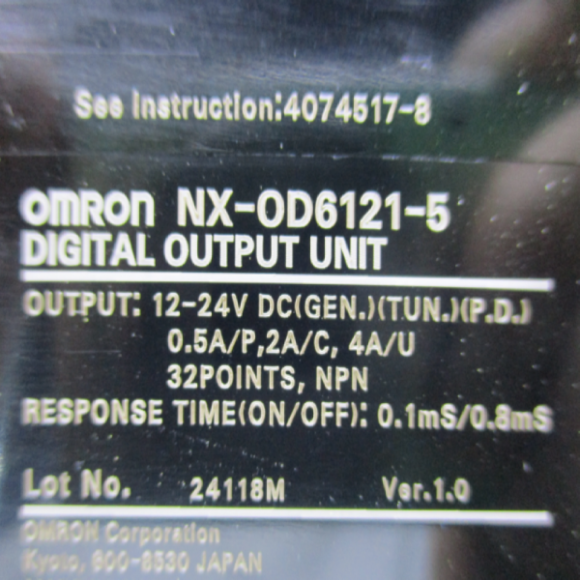 See Instruction:4074517-8
OMRON NX-OD6121-5
DIGITAL OUTPUT UNIT
OUTPUT: 12-24V DC(GEN.)(TUN.)(P.D.)
0.5A/P,2A/C, 4A/U
32POINTS, NPN
RESPONSE TIME(ON/OFF): 0.1mS/0.8mS
Lot No. 24118M Ver.1.0
OMRON Corporation
Kyoto, 600-8530 JAPAN